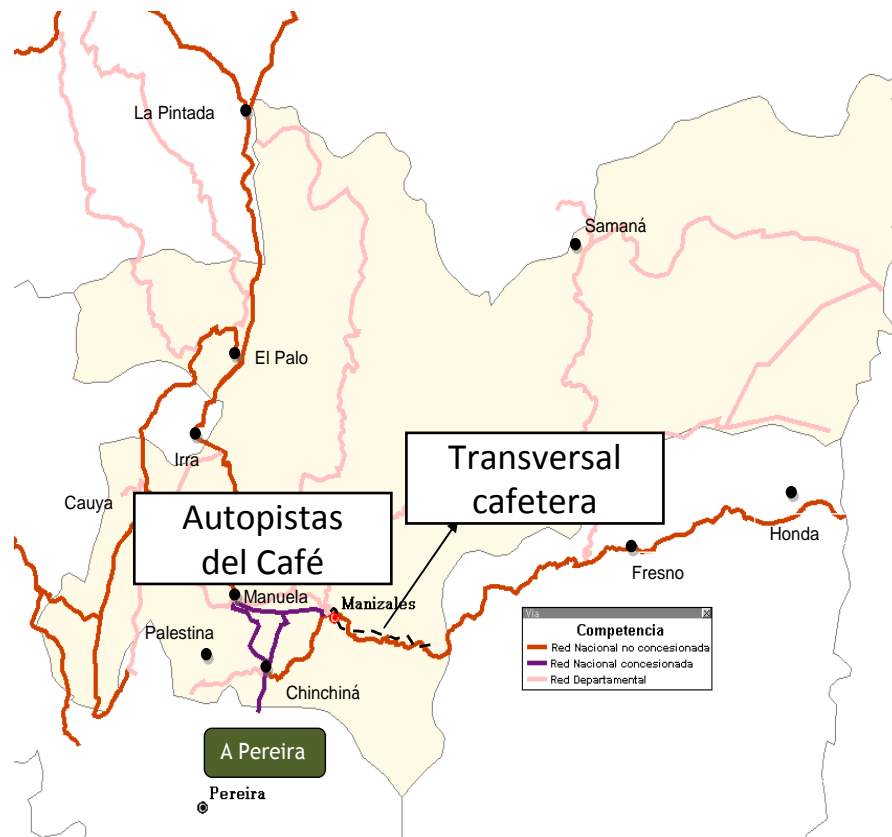 La Pintada
Samaná
El Palo
Irra
Transversal
cafetera
Cauya
Autopistas
del Café
Honda
Fresno
Manuela
Manizales
Palestina
Chinchiná
Vía
Competencia
Red Nacional no concesionada
Red Nacional concesionada
Red Departamental
A Pereira
Pereira